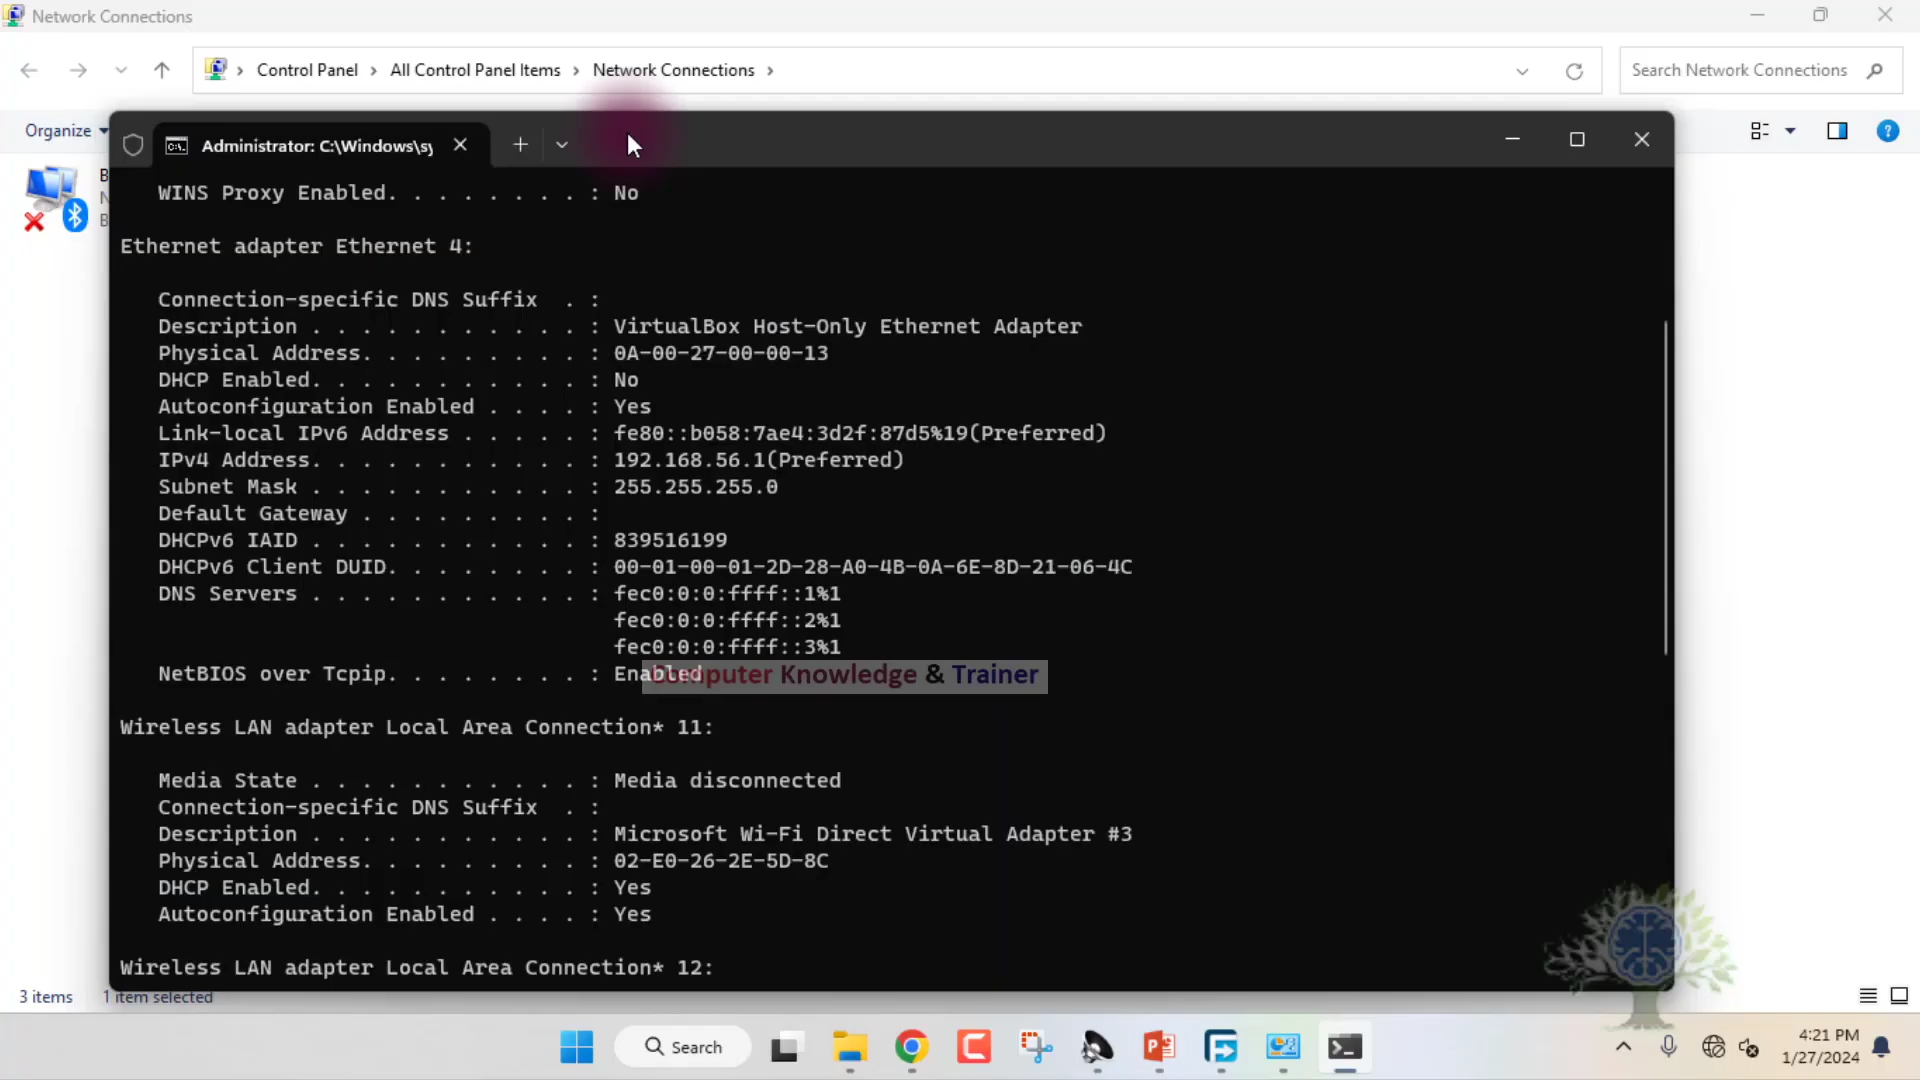 Network Connections
Control Panel > All Control Panel Items > Network Connections >
Search Network Connections
Organize
Administrator: C:\Windows\sy
B
N
B
WINS Proxy Enabled. . . . . . . . : No
Ethernet adapter Ethernet 4:
Connection-specific DNS Suffix  . :
Description . . . . . . . . . . . : VirtualBox Host-Only Ethernet Adapter
Physical Address. . . . . . . . . : 0A-00-27-00-00-13
DHCP Enabled. . . . . . . . . . . : No
Autoconfiguration Enabled . . . . : Yes
Link-local IPv6 Address . . . . . : fe80::b058:7ae4:3d2f:87d5%19(Preferred)
IPv4 Address. . . . . . . . . . . : 192.168.56.1(Preferred)
Subnet Mask . . . . . . . . . . . : 255.255.255.0
Default Gateway . . . . . . . . . :
DHCPv6 IAID . . . . . . . . . . . : 839516199
DHCPv6 Client DUID. . . . . . . . : 00-01-00-01-2D-28-A0-4B-0A-6E-8D-21-06-4C
DNS Servers . . . . . . . . . . . : fec0:0:0:ffff::1%1
fec0:0:0:ffff::2%1
fec0:0:0:ffff::3%1
NetBIOS over Tcpip. . . . . . . . : Enabled
Computer Knowledge & Trainer
Wireless LAN adapter Local Area Connection* 11:
Media State . . . . . . . . . . . : Media disconnected
Connection-specific DNS Suffix  . :
Description . . . . . . . . . . . : Microsoft Wi-Fi Direct Virtual Adapter #3
Physical Address. . . . . . . . . : 02-E0-26-2E-5D-8C
DHCP Enabled. . . . . . . . . . . : Yes
Autoconfiguration Enabled . . . . : Yes
Wireless LAN adapter Local Area Connection* 12:
3 items 1 item selected
Search
4:21 PM
1/27/2024